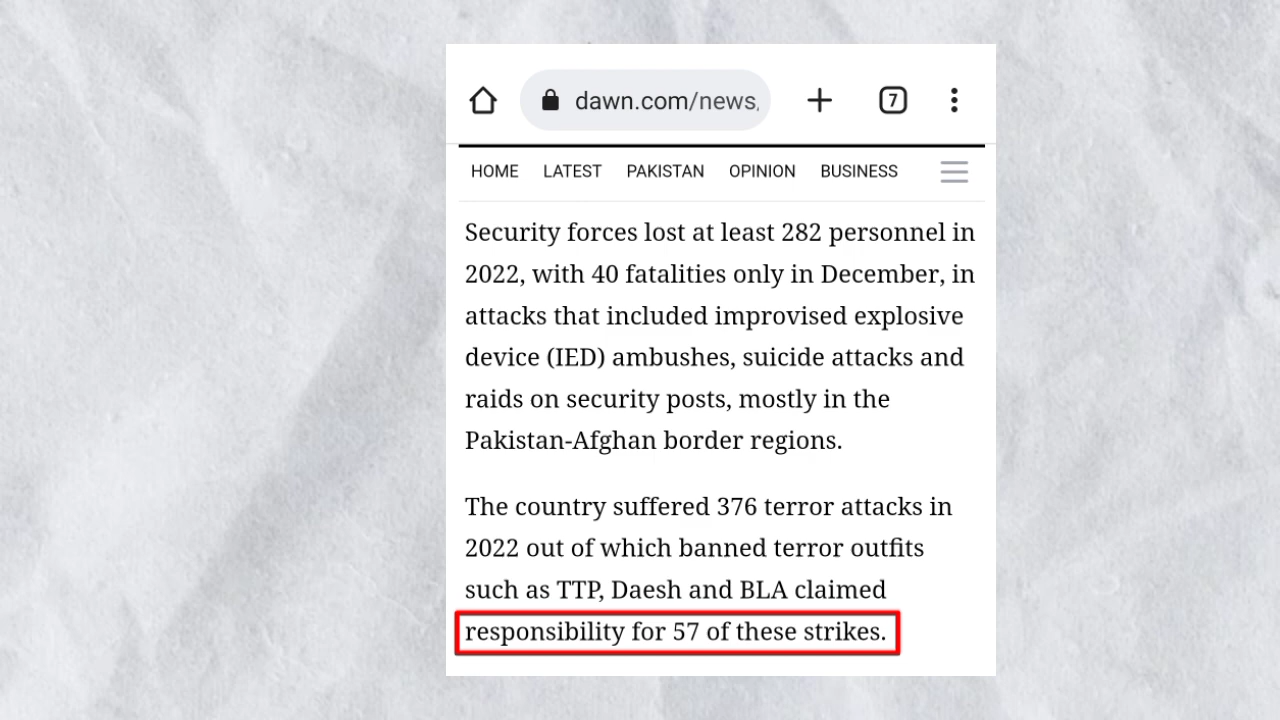 dawn.com/news,
7
HOME LATEST PAKISTAN OPINION BUSINESS
Security forces lost at least 282 personnel in
2022, with 40 fatalities only in December, in
attacks that included improvised explosive
device (IED) ambushes, suicide attacks and
raids on security posts, mostly in the
Pakistan-Afghan border regions.
The country suffered 376 terror attacks in
2022 out of which banned terror outfits
such as TTP, Daesh and BLA claimed
responsibility for 57 of these strikes.